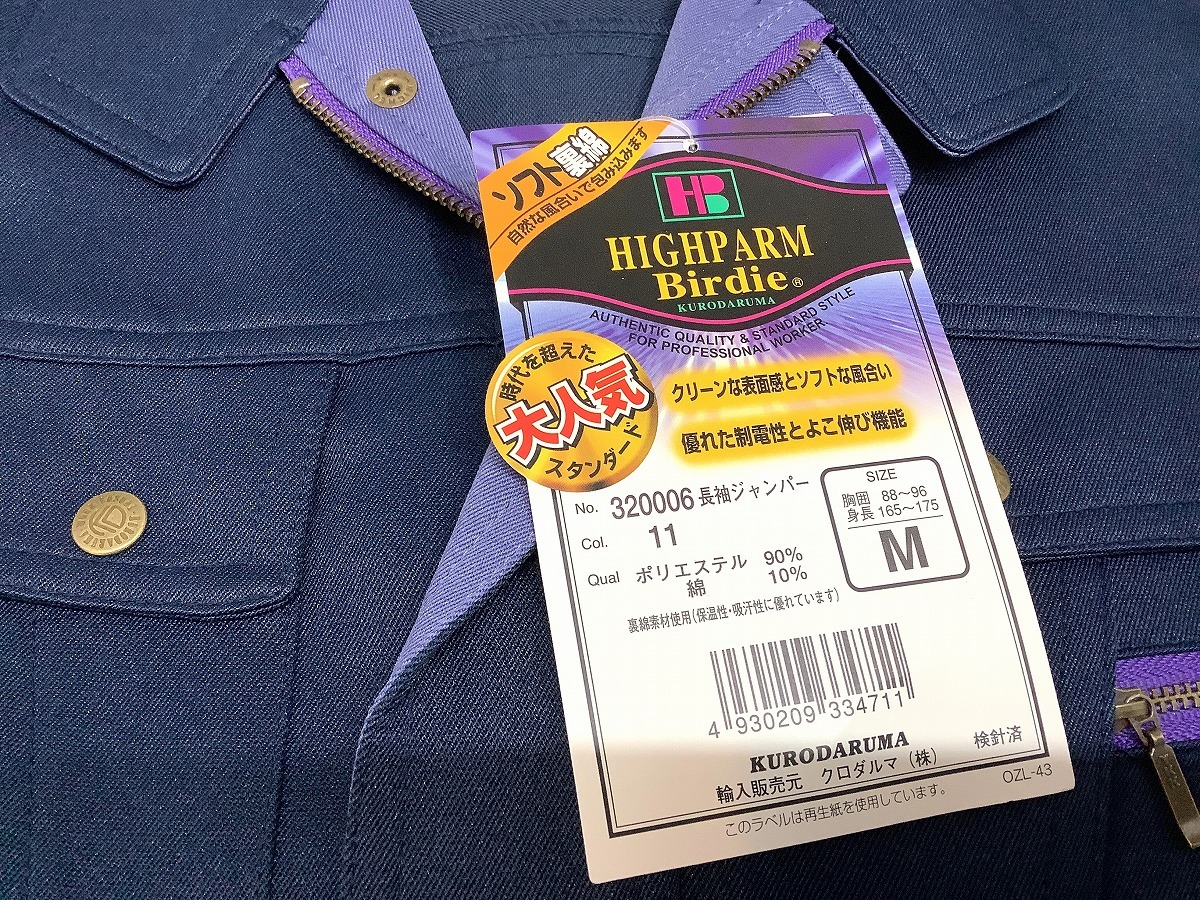 ソフト裏綿
自然な風合いで包み込みます
HB
HIGHPARM
Birdie®
KURODARUMA
AUTHENTIC QUALITY & STANDARD STYLE
FOR PROFESSIONAL WORKER.
時代を超えた
大人気
スタンダード
クリーンな表面感とソフトな風合い
優れた制電性とよこ伸び機能
No. 320006 長袖ジャンパー
Col. 11
Qual ポリエステル 90%
綿 10%
裏綿素材使用(保温性・吸汗性に優れています)
SIZE
胸囲 88～96
身長 165～175
M
4 930209 334711
KURODARUMA
検針済
輸入販売元 クロダルマ(株)
OZL-43
このラベルは再生紙を使用しています。